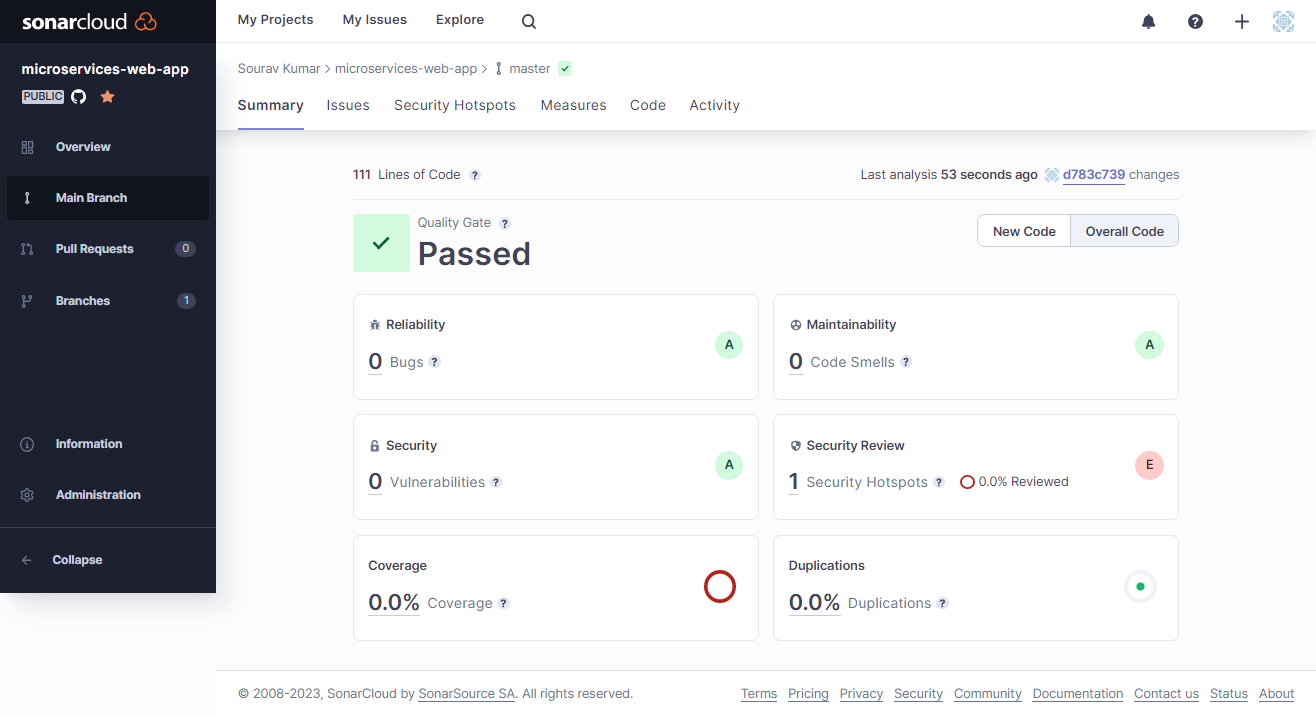 sonarcloud
My Projects My Issues Explore
microservices-web-app
PUBLIC
Overview
Main Branch
Pull Requests 0
Branches 1
Information
Administration
Collapse
Sourav Kumar > microservices-web-app > master
Summary Issues Security Hotspots Measures Code Activity
111 Lines of Code ?
Last analysis 53 seconds ago d783c739 changes
Quality Gate ?
Passed
New Code Overall Code
Reliability
0 Bugs ?
A
Maintainability
0 Code Smells ?
A
Security
0 Vulnerabilities ?
A
Security Review
1 Security Hotspots ? 0.0% Reviewed
E
Coverage
0.0% Coverage ?
Duplications
0.0% Duplications ?
© 2008-2023, SonarCloud by SonarSource SA. All rights reserved.
Terms Pricing Privacy Security Community Documentation Contact us Status About